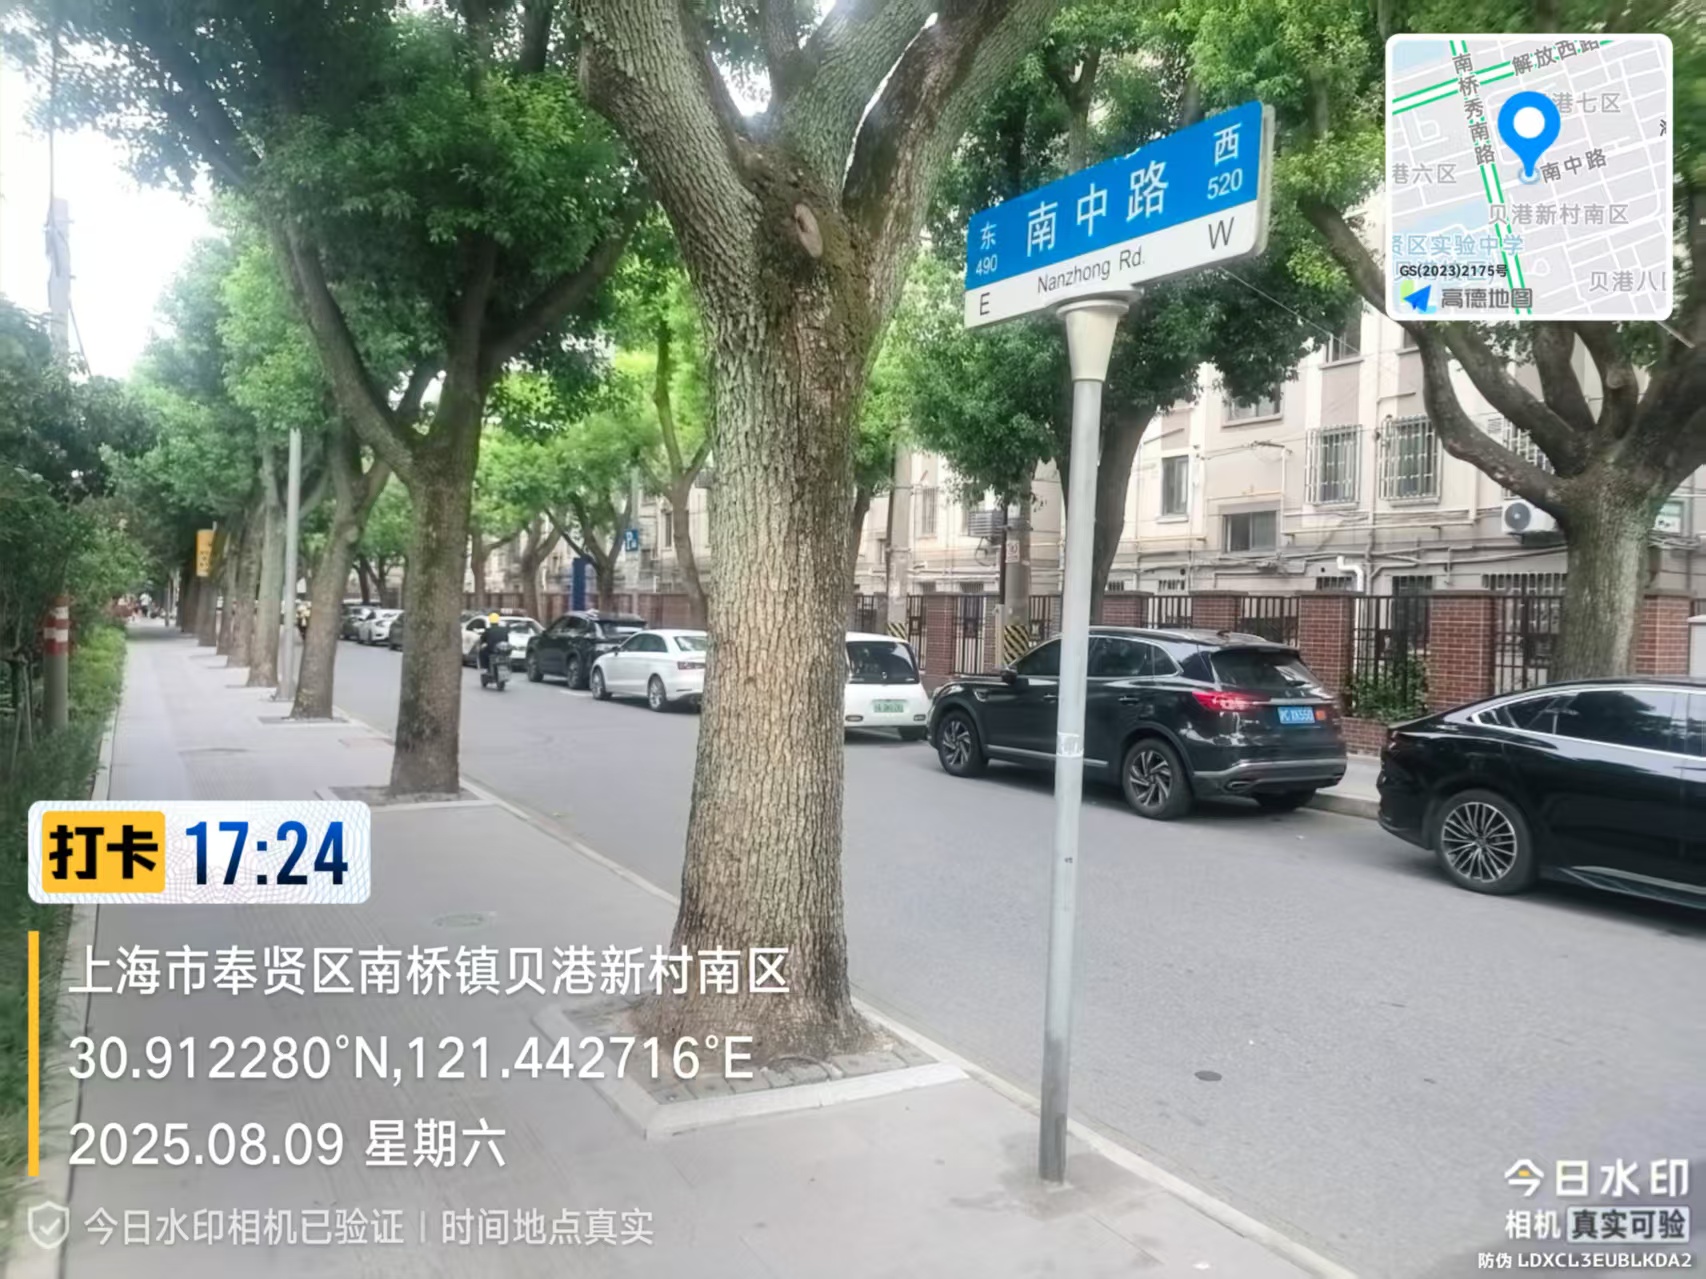 西
520
东
490
南中路
Nanzhong Rd.
E
W
南桥秀南路
解放西路
港七区
港六区
南中路
贝港新村南区
贤区实验中学
GS(2023)2175号
贝港八
高德地图
打卡 17:24
上海市奉贤区南桥镇贝港新村南区
30.912280°N,121.442716°E
2025.08.09 星期六
今日水印相机已验证 | 时间地点真实
今日水印
相机 真实可验
防伪 LDXCL3EUBLKDA2